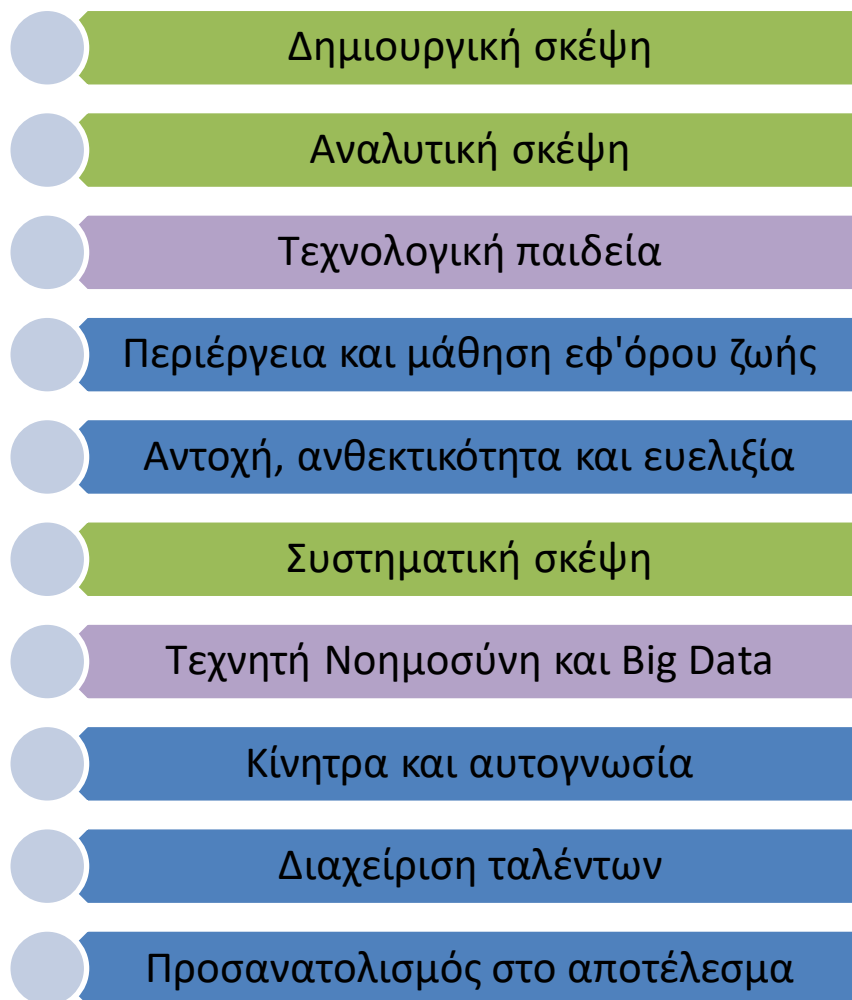 Δημιουργική σκέψη
Αναλυτική σκέψη
Τεχνολογική παιδεία
Περιέργεια και μάθηση εφ'όρου ζωής
Αντοχή, ανθεκτικότητα και ευελιξία
Συστηματική σκέψη
Τεχνητή Νοημοσύνη και Big Data
Κίνητρα και αυτογνωσία
Διαχείριση ταλέντων
Προσανατολισμός στο αποτέλεσμα